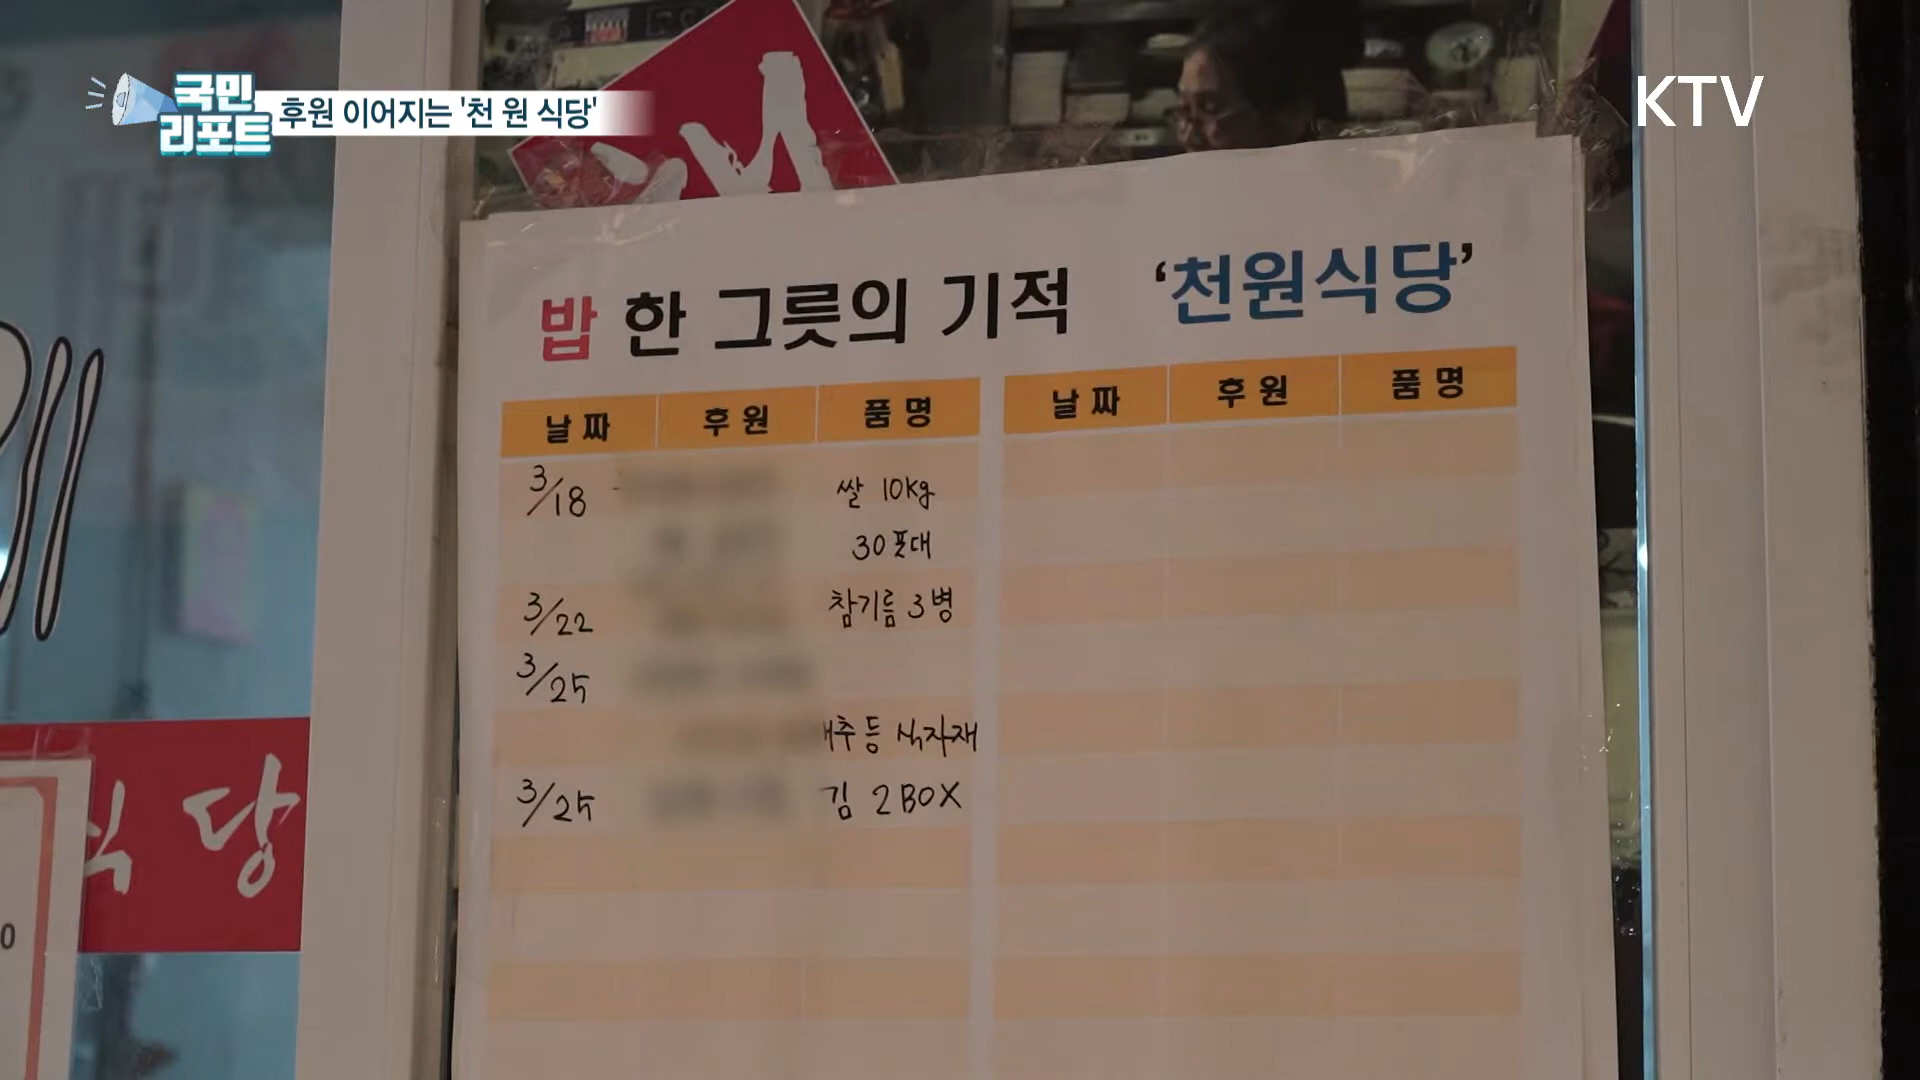 국민
리포트
후원 이어지는 '천 원 식당'
KTV
밥 한 그릇의 기적 '천원식당'
날짜 후원 품명 날짜 후원 품명
3/18 쌀 10kg
30포대
3/22 참기름 3병
3/25
추 등 식자재
3/25 김 2BOX
식당
0